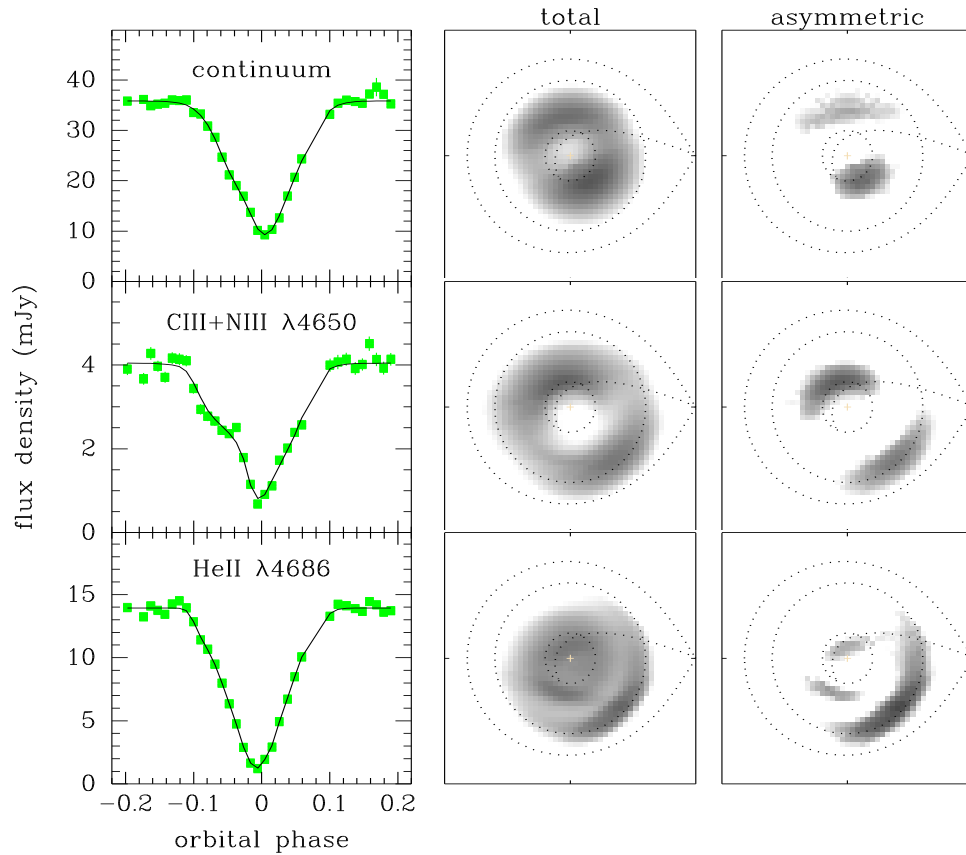 total
asymmetric
continuum
40
30
20
10
0
CIII+NIII λ4650
4
2
0
HeII λ4686
15
10
5
0
−0.2 −0.1 0 0.1 0.2
orbital phase
flux density (mJy)